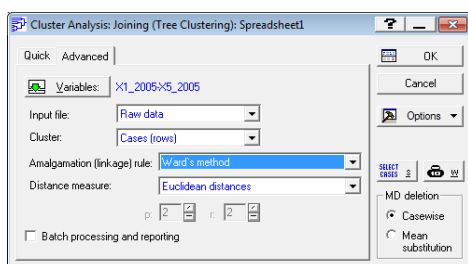 Cluster Analysis: Joining (Tree Clustering): Spreadsheet1
?
Quick Advanced
OK
Variables: X1_2005-X5_2005
Cancel
Input file: Raw data
Options
Cluster: Cases (rows)
Amalgamation (linkage) rule: Ward's method
SELECT CASES S W
Distance measure: Euclidean distances
MD deletion
p: 2 r: 2
Casewise
Batch processing and reporting
Mean substitution